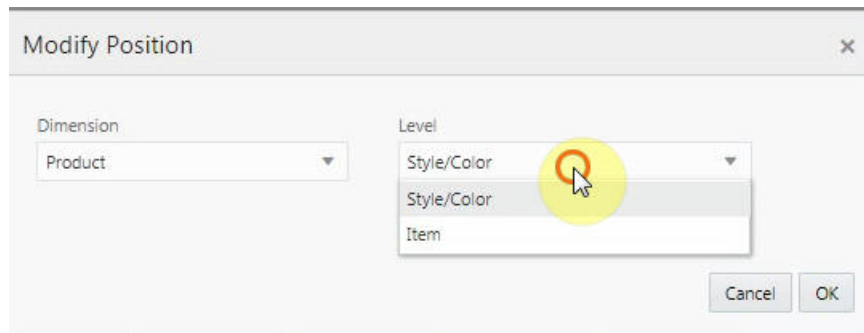 Modify Position
Dimension
Level
Product
Style/Color
Style/Color
Item
Cancel
OK